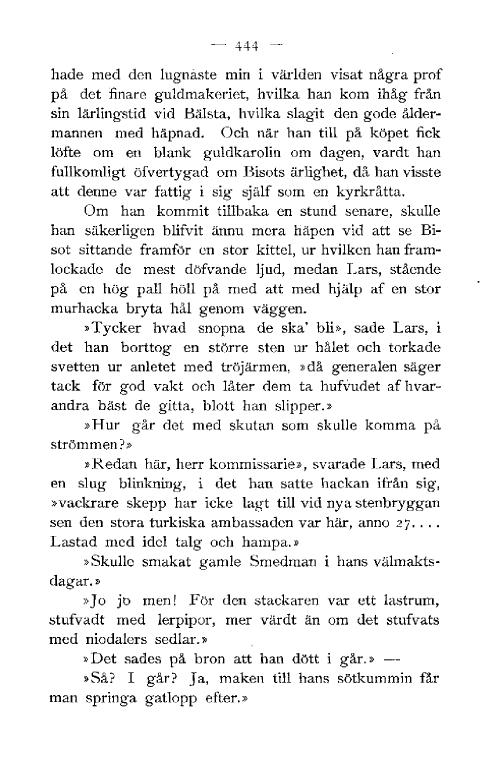 — 444 —
hade med den lugnaste min i världen visat några prof
på det finare guldmakeriet, hvilka han kom ihåg från
sin lärlingstid vid Bälsta, hvilka slagit den gode ålder-
mannen med häpnad. Och när han till på köpet fick
löfte om en blank guldkarolin om dagen, vardt han
fullkomligt öfvertygad om Bisots ärlighet, då han visste
att denne var fattig i sig själf som en kyrkråtta.
Om han kommit tillbaka en stund senare, skulle
han säkerligen blifvit ännu mera häpen vid att se Bi-
sot sittande framför en stor kittel, ur hvilken han fram-
lockade de mest döfvande ljud, medan Lars, stående
på en hög pall höll på med att med hjälp af en stor
murhacka bryta hål genom väggen.
»Tycker hvad snopna de ska' bli», sade Lars, i
det han borttog en större sten ur hålet och torkade
svetten ur anletet med tröjärmen, »då generalen säger
tack för god vakt och låter dem ta hufvudet af hvar-
andra bäst de gitta, blott han slipper.»
»Hur går det med skutan som skulle komma på
strömmen?»
»Redan här, herr kommissarie», svarade Lars, med
en slug blinkning, i det han satte hackan ifrån sig,
»vackrare skepp har icke lagt till vid nya stenbryggan
sen den stora turkiska ambassaden var här, anno 27....
Lastad med idel talg och hampa.»
»Skulle smakat gamle Smedman i hans välmakts-
dagar.»
»Jo jo men! För den stackaren var ett lastrum,
stufvadt med lerpipor, mer värdt än om det stufvats
med niodalers sedlar.»
»Det sades på bron att han dött i går.» —
»Så? I går? Ja, maken till hans sötkummin får
man springa gatlopp efter.»